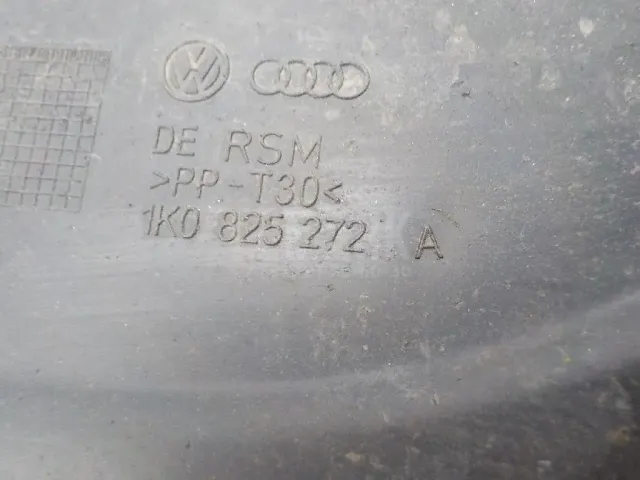 DE RSM
>PP-T30<
1K0 825 272 A